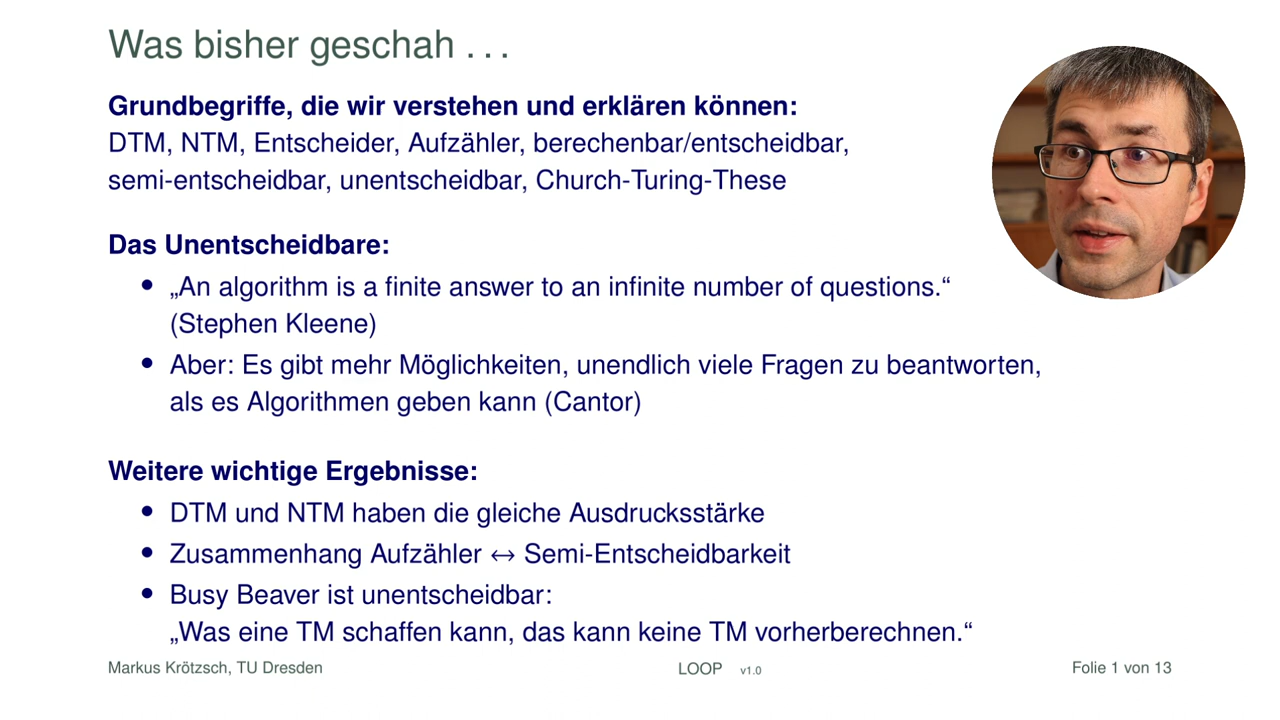 Was bisher geschah . . .
Grundbegriffe, die wir verstehen und erklären können:
DTM, NTM, Entscheider, Aufzähler, berechenbar/entscheidbar,
semi-entscheidbar, unentscheidbar, Church-Turing-These
Das Unentscheidbare:
• „An algorithm is a finite answer to an infinite number of questions.“
(Stephen Kleene)
• Aber: Es gibt mehr Möglichkeiten, unendlich viele Fragen zu beantworten,
als es Algorithmen geben kann (Cantor)
Weitere wichtige Ergebnisse:
• DTM und NTM haben die gleiche Ausdrucksstärke
• Zusammenhang Aufzähler ↔ Semi-Entscheidbarkeit
• Busy Beaver ist unentscheidbar:
„Was eine TM schaffen kann, das kann keine TM vorherberechnen.“
Markus Krötzsch, TU Dresden LOOP v1.0 Folie 1 von 13